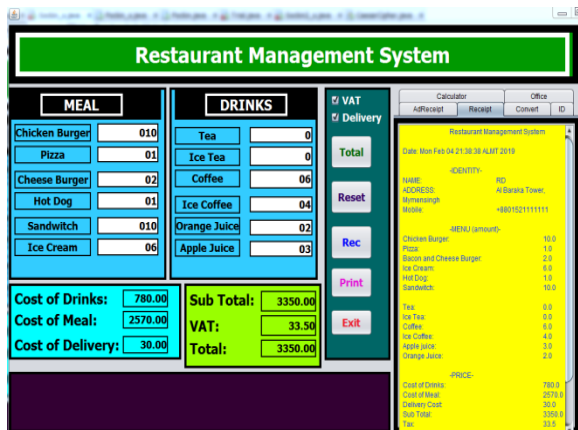 Restaurant Management System
MEAL
Chicken Burger 010
Pizza 01
Cheese Burger 02
Hot Dog 01
Sandwitch 010
Ice Cream 06
DRINKS
Tea 0
Ice Tea 0
Coffee 06
Ice Coffee 04
Orange Juice 02
Apple Juice 03
Cost of Drinks: 780.00
Cost of Meal: 2570.00
Cost of Delivery: 30.00
Sub Total: 3350.00
VAT: 33.50
Total: 3350.00
VAT
Delivery
Total
Reset
Rec
Print
Exit
Calculator Office
AdReceipt Receipt Convert ID
Restaurant Management System
Date: Mon Feb 04 21:38:38 ALMT 2019
-IDENTITY-
NAME: RD
ADDRESS: Al Baraka Tower,
Mymensingh
Mobile: +8801521111111
-MENU (amount)-
Chicken Burger: 10.0
Pizza: 1.0
Bacon and Cheese Burger: 2.0
Ice Cream: 6.0
Hot Dog: 1.0
Sandwitch: 10.0
Tea: 0.0
Ice Tea: 0.0
Coffee: 6.0
Ice Coffee: 4.0
Apple juice: 3.0
Orange Juice: 2.0
-PRICE-
Cost of Drinks: 780.0
Cost of Meal: 2570.0
Delivery Cost: 30.0
Sub Total: 3350.0
Tax: 33.5